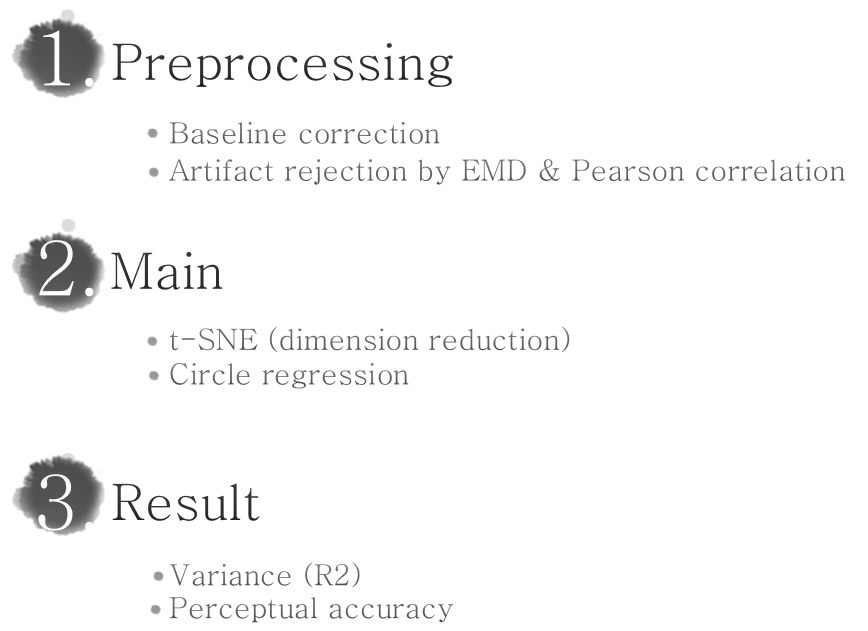 1. Preprocessing
• Baseline correction
• Artifact rejection by EMD & Pearson correlation
2. Main
• t-SNE (dimension reduction)
• Circle regression
3. Result
• Variance (R2)
• Perceptual accuracy